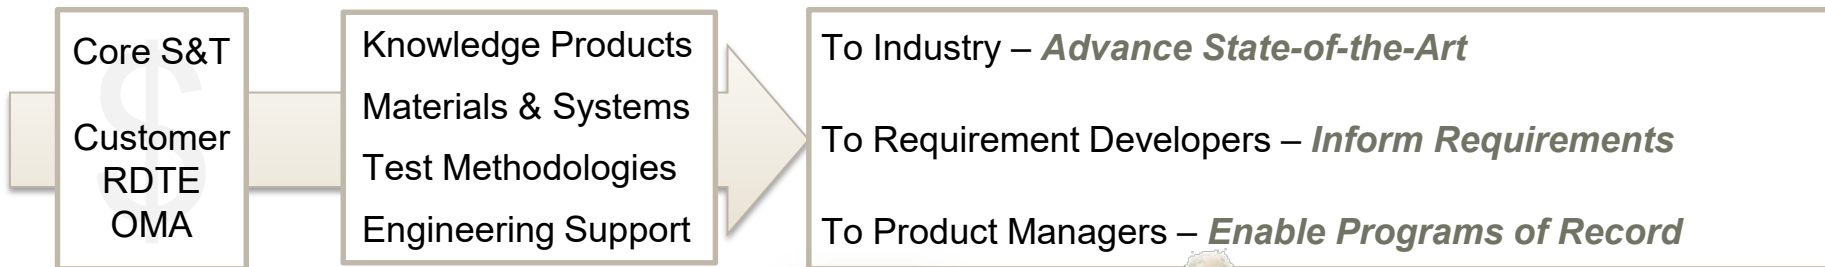 $
Core S&T
Customer
RDTE
OMA
Knowledge Products
Materials & Systems
Test Methodologies
Engineering Support
To Industry – Advance State-of-the-Art
To Requirement Developers – Inform Requirements
To Product Managers – Enable Programs of Record